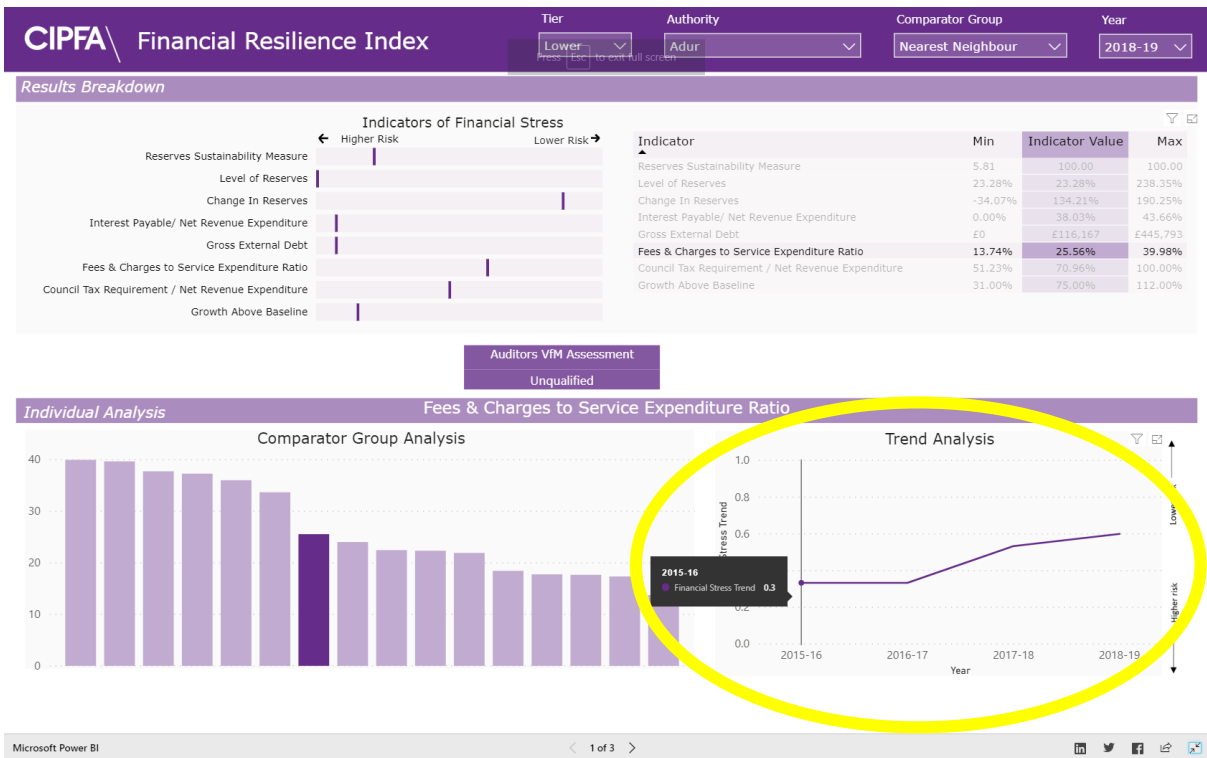 CIPFA\ Financial Resilience Index
Tier Authority Comparator Group Year
Lower Adur Nearest Neighbour 2018-19
Press Esc to exit full screen
Results Breakdown
Indicators of Financial Stress
← Higher Risk Lower Risk →
Reserves Sustainability Measure
Level of Reserves
Change In Reserves
Interest Payable/ Net Revenue Expenditure
Gross External Debt
Fees & Charges to Service Expenditure Ratio
Council Tax Requirement / Net Revenue Expenditure
Growth Above Baseline
Indicator Min Indicator Value Max
Reserves Sustainability Measure 5.81 100.00 100.00
Level of Reserves 23.28% 23.28% 238.35%
Change In Reserves -34.07% 134.21% 190.25%
Interest Payable/ Net Revenue Expenditure 0.00% 38.03% 43.66%
Gross External Debt £0 £116,167 £445,793
Fees & Charges to Service Expenditure Ratio 13.74% 25.56% 39.98%
Council Tax Requirement / Net Revenue Expenditure 51.23% 70.96% 100.00%
Growth Above Baseline 31.00% 75.00% 112.00%
Auditors VfM Assessment
Unqualified
Individual Analysis Fees & Charges to Service Expenditure Ratio
Comparator Group Analysis
40
30
20
10
0
Trend Analysis
1.0
0.8
0.6
0.2
0.0
Stress Trend
2015-16
Financial Stress Trend 0.3
2015-16 2016-17 2017-18 2018-19
Year
Higher risk
Microsoft Power BI
1 of 3